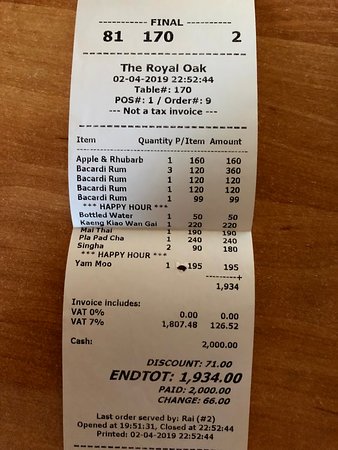 FINAL
81 170 2
The Royal Oak
02-04-2019 22:52:44
Table#: 170
POS#: 1 / Order#: 9
--- Not a tax invoice ---
Item Quantity P/Item Amount
Apple & Rhubarb 1 160 160
Bacardi Rum 3 120 360
Bacardi Rum 1 120 120
Bacardi Rum 1 120 120
Bacardi Rum 1 99 99
*** HAPPY HOUR ***
Bottled Water 1 50 50
Kaeng Kiao Wan Gai 1 220 220
Mai Thai 1 190 190
Pla Pad Cha 1 240 240
Singha 2 90 180
*** HAPPY HOUR ***
Yam Moo 1 195 195
--------+
1,934
Invoice includes:
VAT 0% 0.00 0.00
VAT 7% 1,807.48 126.52
Cash: 2,000.00
DISCOUNT: 71.00
ENDTOT: 1,934.00
PAID: 2,000.00
CHANGE: 66.00
Last order served by: Rai (#2)
Opened at 19:51:31, Closed at 22:52:44
Printed: 02-04-2019 22:52:44